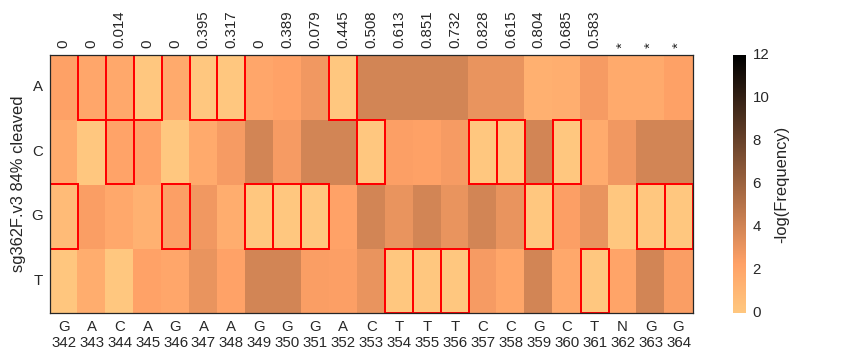 0 0 0.014 0 0 0.395 0.317 0 0.389 0.079 0.445 0.508 0.613 0.851 0.732 0.828 0.615 0.804 0.685 0.583 * * *
sg362F.v3 84% cleaved
A
C
G
T
G A C A G A A G G G A C T T T C C G C T N G G
342 343 344 345 346 347 348 349 350 351 352 353 354 355 356 357 358 359 360 361 362 363 364
12
10
8
6
4
2
0
-log(Frequency)